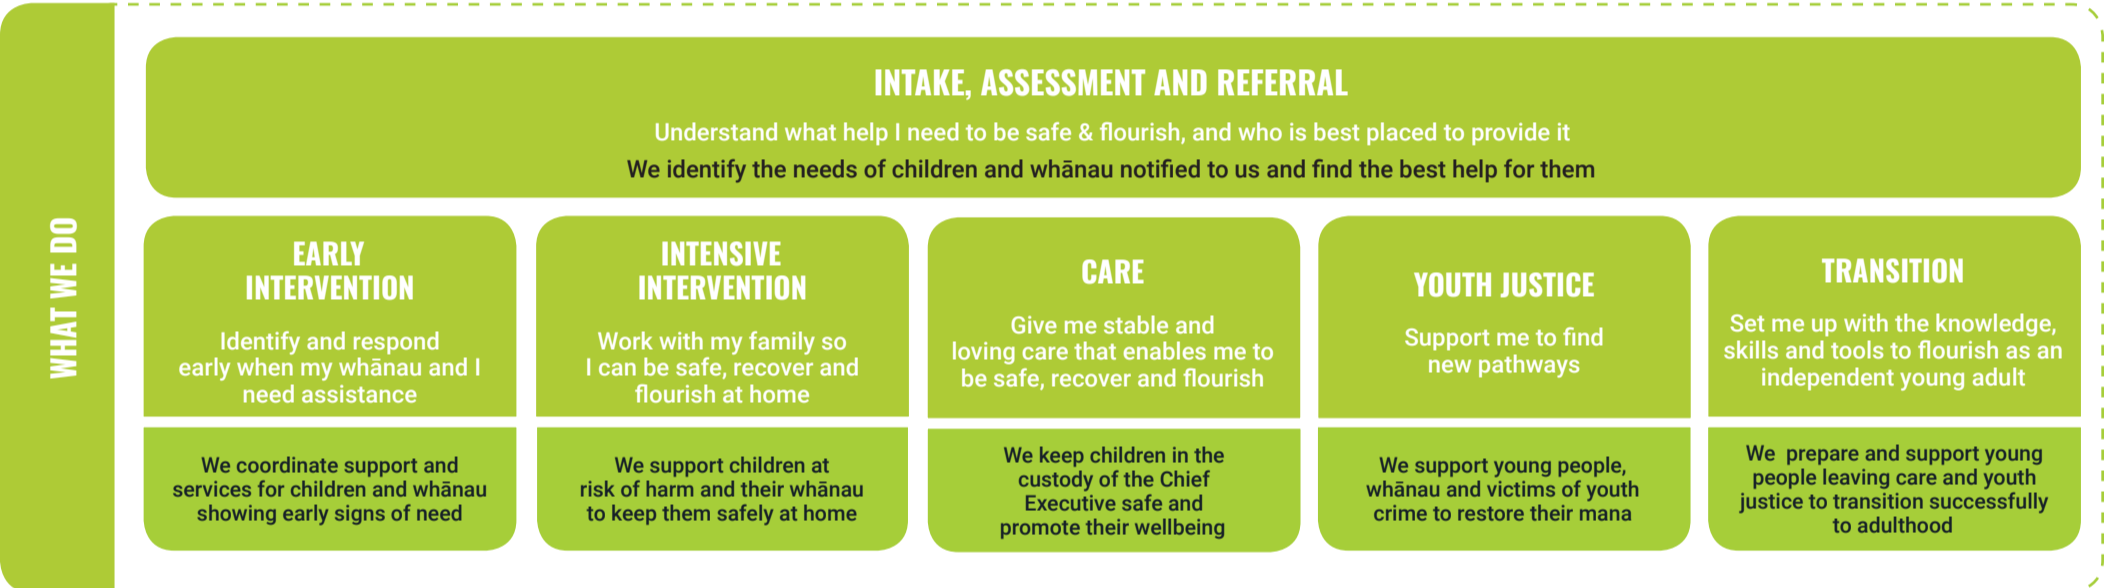 WHAT WE DO
INTAKE, ASSESSMENT AND REFERRAL
Understand what help I need to be safe & flourish, and who is best placed to provide it
We identify the needs of children and whānau notified to us and find the best help for them
EARLY
INTERVENTION
Identify and respond
early when my whānau and I
need assistance
We coordinate support and
services for children and whānau
showing early signs of need
INTENSIVE
INTERVENTION
Work with my family so
I can be safe, recover and
flourish at home
We support children at
risk of harm and their whānau
to keep them safely at home
CARE
Give me stable and
loving care that enables me to
be safe, recover and flourish
We keep children in the
custody of the Chief
Executive safe and
promote their wellbeing
YOUTH JUSTICE
Support me to find
new pathways
We support young people,
whānau and victims of youth
crime to restore their mana
TRANSITION
Set me up with the knowledge,
skills and tools to flourish as an
independent young adult
We prepare and support young
people leaving care and youth
justice to transition successfully
to adulthood